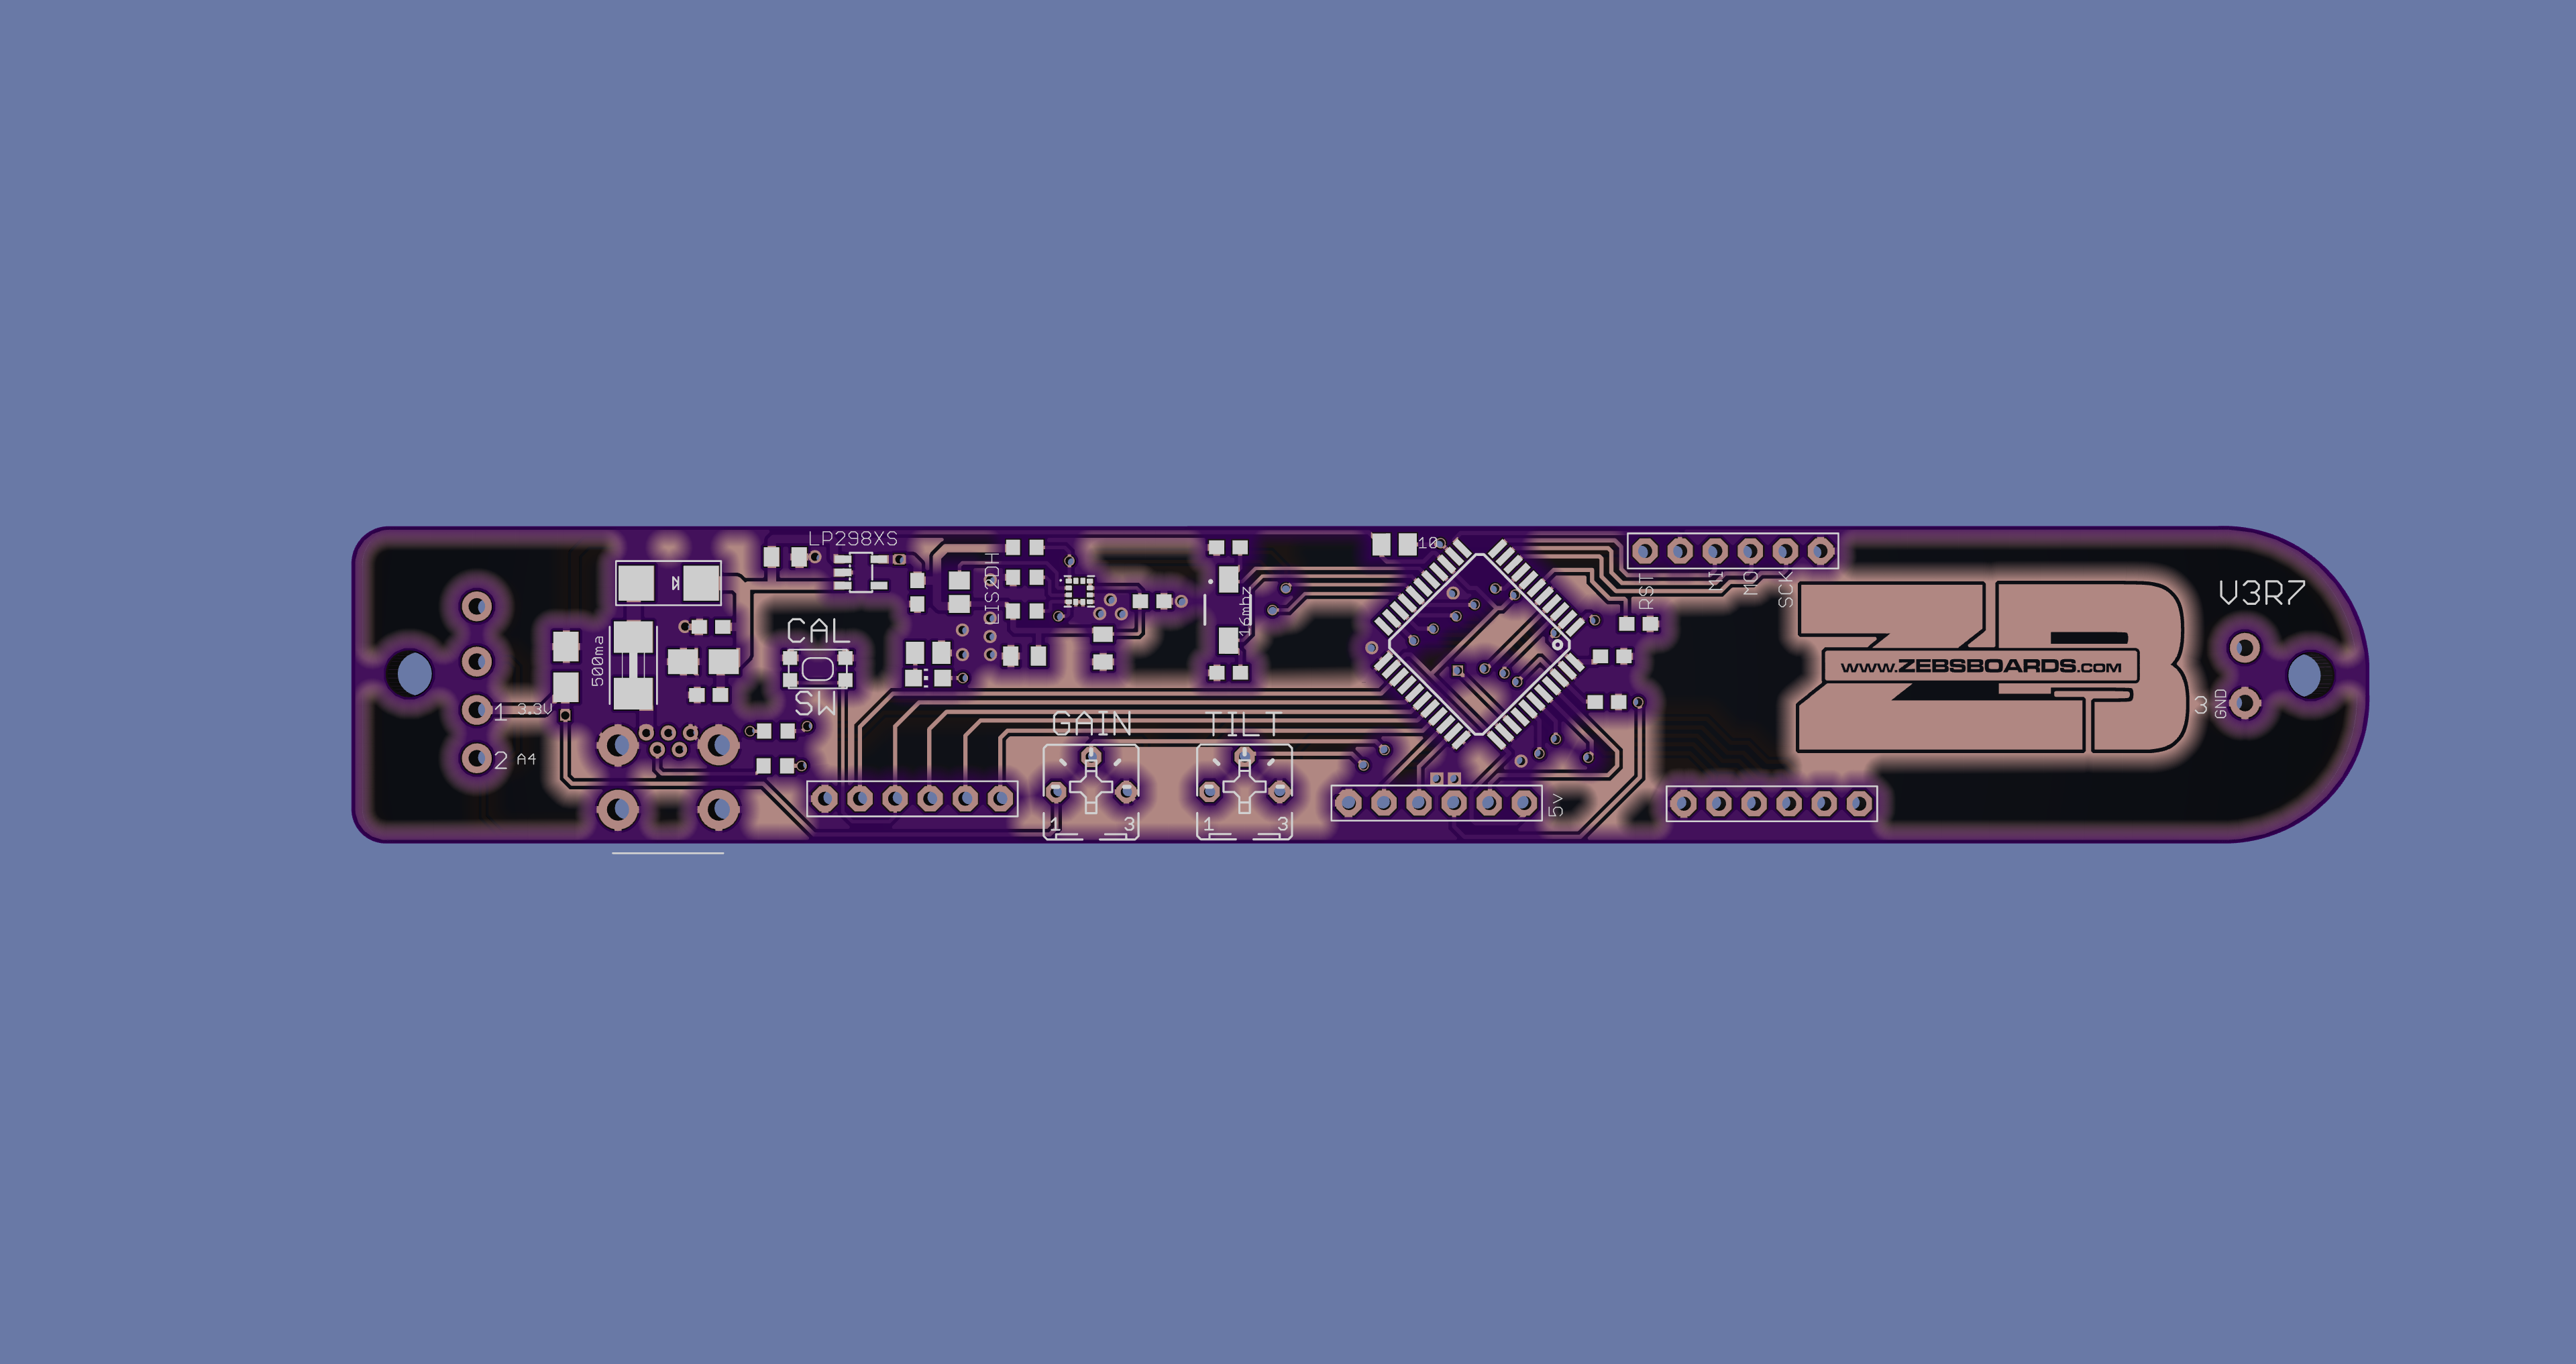 LP298XS
10
RST
MI
MO
SCK
LIS2DH
16mhz
V3R7
CAL
SW
500ma
www.ZEBSBOARDS.com
1 3.3V
2 A4
3 GND
GAIN
TILT
5v
1 3
1 3